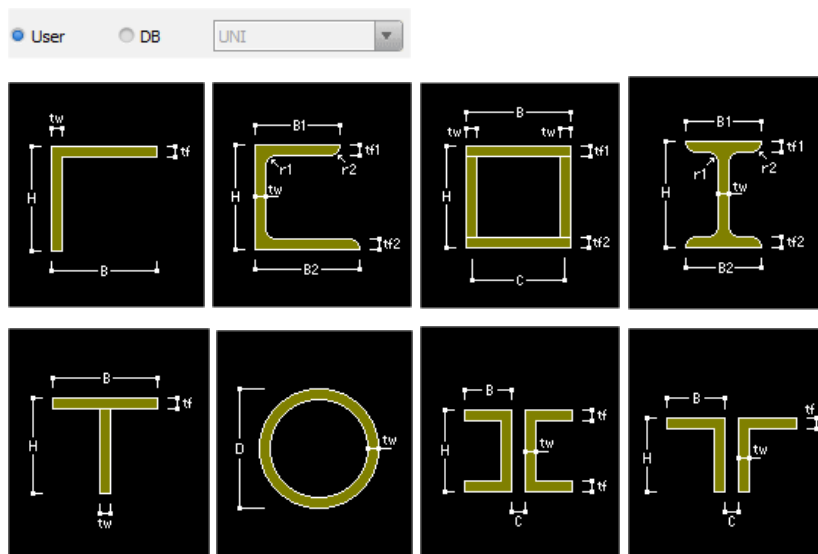 User DB UNI
tw
tf
H
B
B1
tf1
r1 r2
tw
H
tf2
B2
B
tw tw
tf1
H
tf2
C
B1
tf1
r1 r2
H tw
tf2
B2
B
tf
H
tw
D
tw
B
tf
H tw
tf
C
B
tf
H tw
C